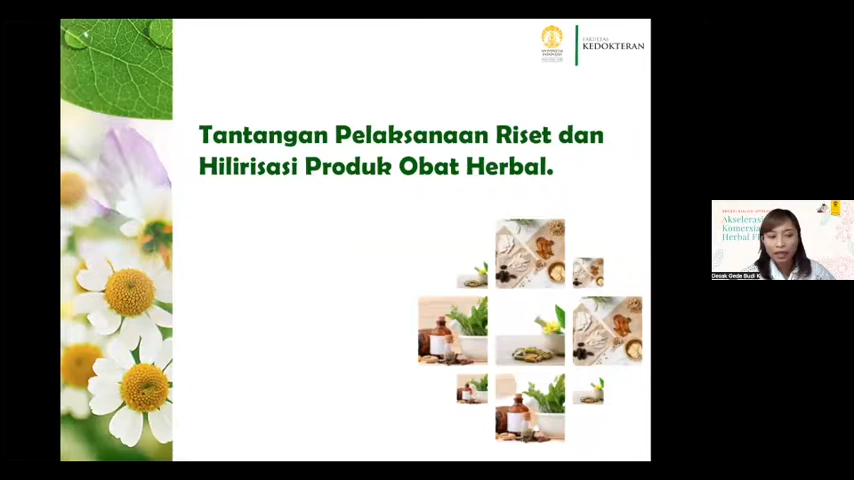 FAKULTAS
KEDOKTERAN
Tantangan Pelaksanaan Riset dan
Hilirisasi Produk Obat Herbal.
Akselerasi
Komersia
Herbal F
Desak Gede Budi K